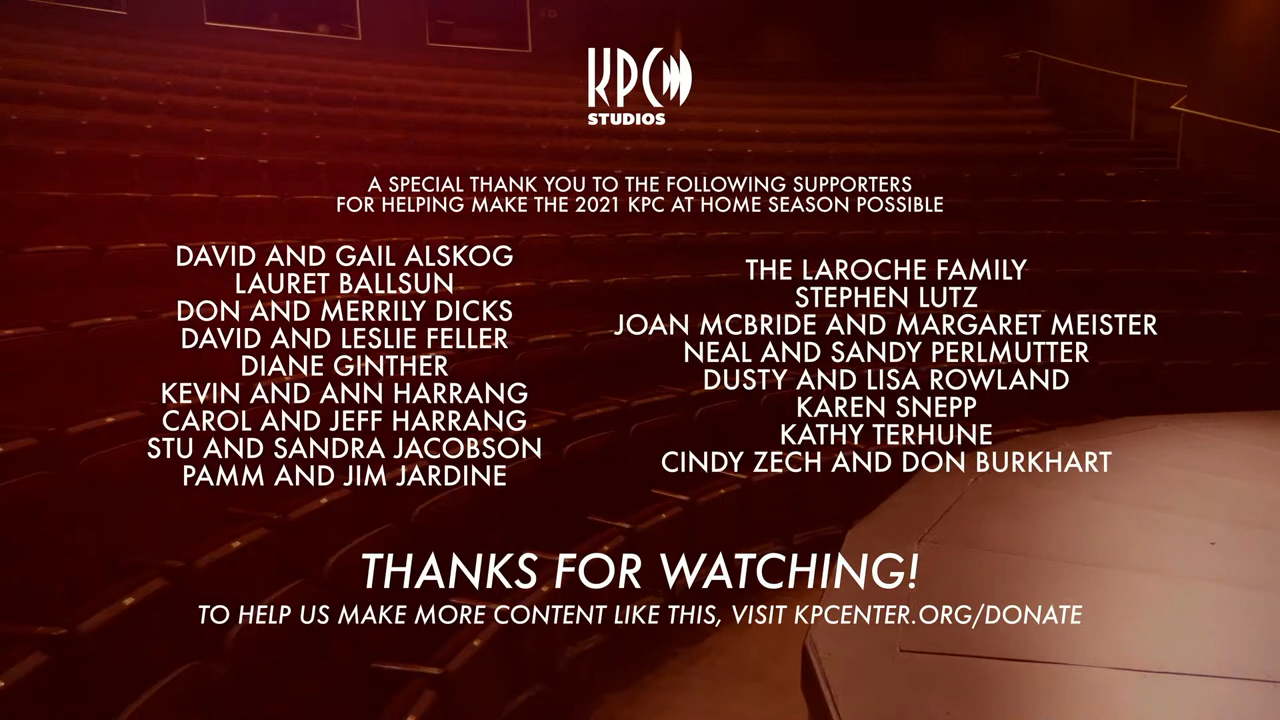 KPC
STUDIOS
A SPECIAL THANK YOU TO THE FOLLOWING SUPPORTERS
FOR HELPING MAKE THE 2021 KPC AT HOME SEASON POSSIBLE
DAVID AND GAIL ALSKOG
LAURET BALLSUN
DON AND MERRILY DICKS
DAVID AND LESLIE FELLER
DIANE GINTHER
KEVIN AND ANN HARRANG
CAROL AND JEFF HARRANG
STU AND SANDRA JACOBSON
PAMM AND JIM JARDINE
THE LAROCHE FAMILY
STEPHEN LUTZ
JOAN MCBRIDE AND MARGARET MEISTER
NEAL AND SANDY PERLMUTTER
DUSTY AND LISA ROWLAND
KAREN SNEPP
KATHY TERHUNE
CINDY ZECH AND DON BURKHART
THANKS FOR WATCHING!
TO HELP US MAKE MORE CONTENT LIKE THIS, VISIT KPCENTER.ORG/DONATE